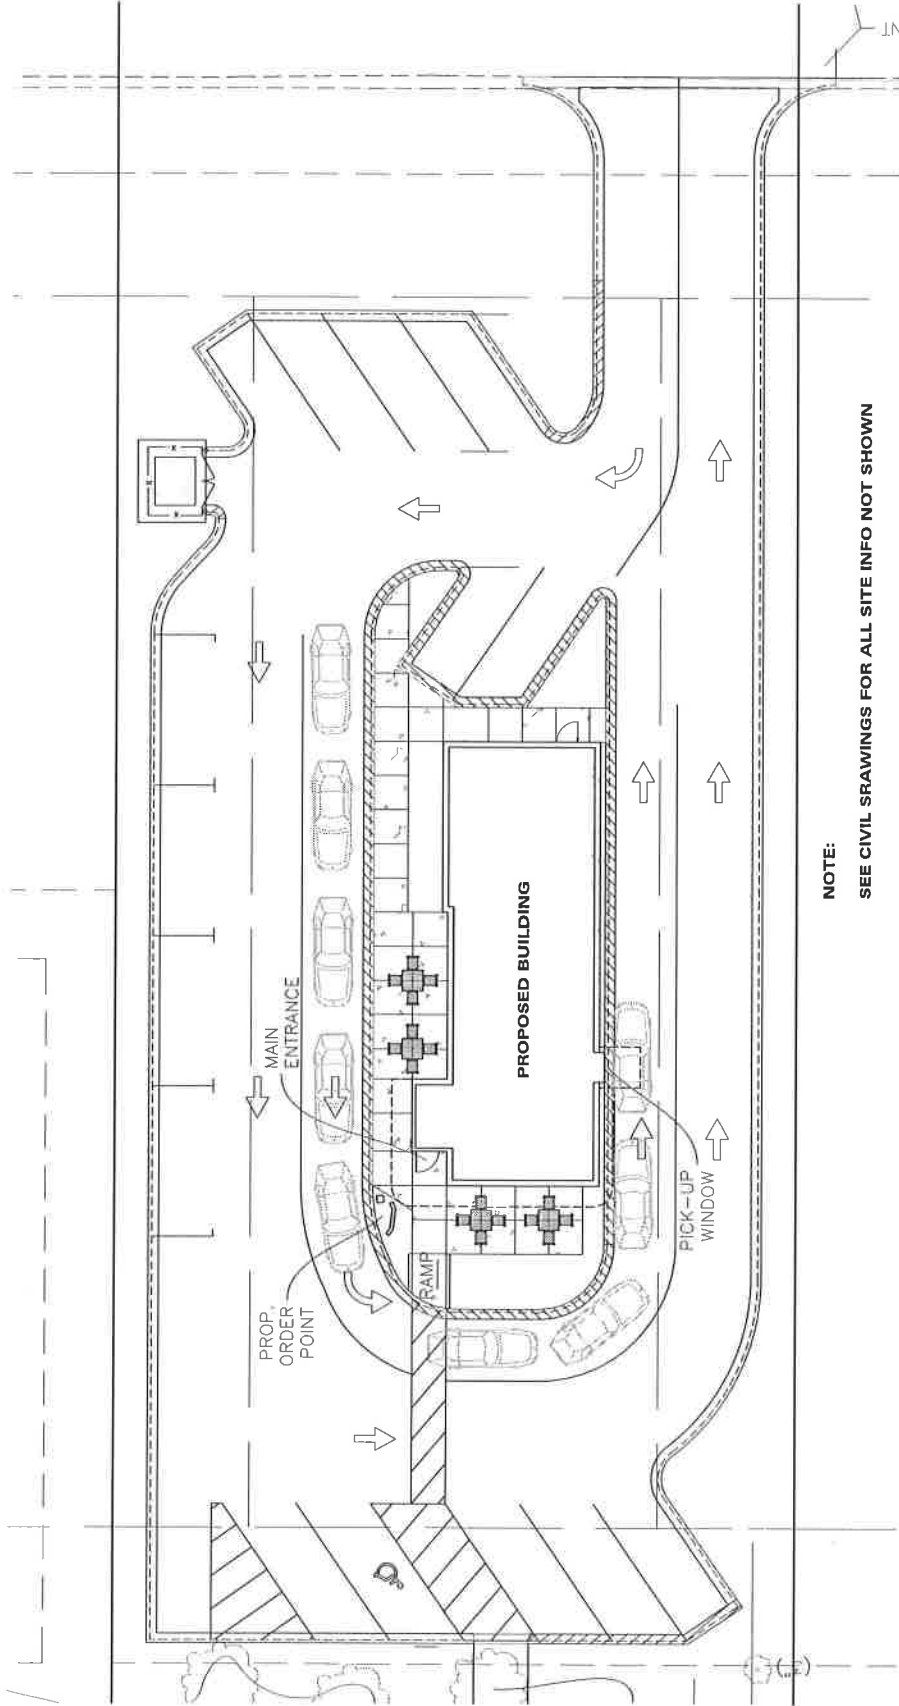 MAIN
ENTRANCE
PROP.
ORDER
POINT
RAMP
PROPOSED BUILDING
PICK-UP
WINDOW
NOTE:
SEE CIVIL SRAWINGS FOR ALL SITE INFO NOT SHOWN